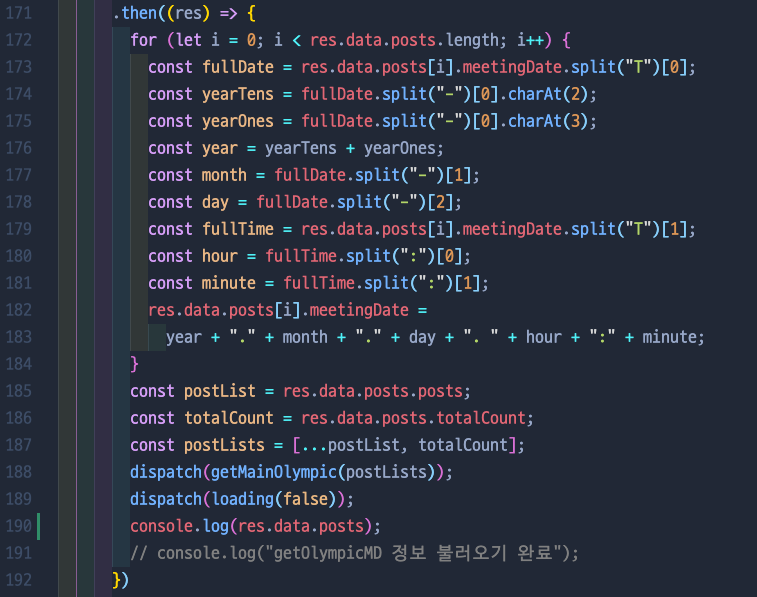 171 .then((res) => {
172 for (let i = 0; i < res.data.posts.length; i++) {
173 const fullDate = res.data.posts[i].meetingDate.split("T")[0];
174 const yearTens = fullDate.split("-")[0].charAt(2);
175 const yearOnes = fullDate.split("-")[0].charAt(3);
176 const year = yearTens + yearOnes;
177 const month = fullDate.split("-")[1];
178 const day = fullDate.split("-")[2];
179 const fullTime = res.data.posts[i].meetingDate.split("T")[1];
180 const hour = fullTime.split(":")[0];
181 const minute = fullTime.split(":")[1];
182 res.data.posts[i].meetingDate =
183 year + "." + month + "." + day + ". " + hour + ":" + minute;
184 }
185 const postList = res.data.posts.posts;
186 const totalCount = res.data.posts.totalCount;
187 const postLists = [...postList, totalCount];
188 dispatch(getMainOlympic(postLists));
189 dispatch(loading(false));
190 console.log(res.data.posts);
191 // console.log("getOlympicMD 정보 불러오기 완료");
192 })